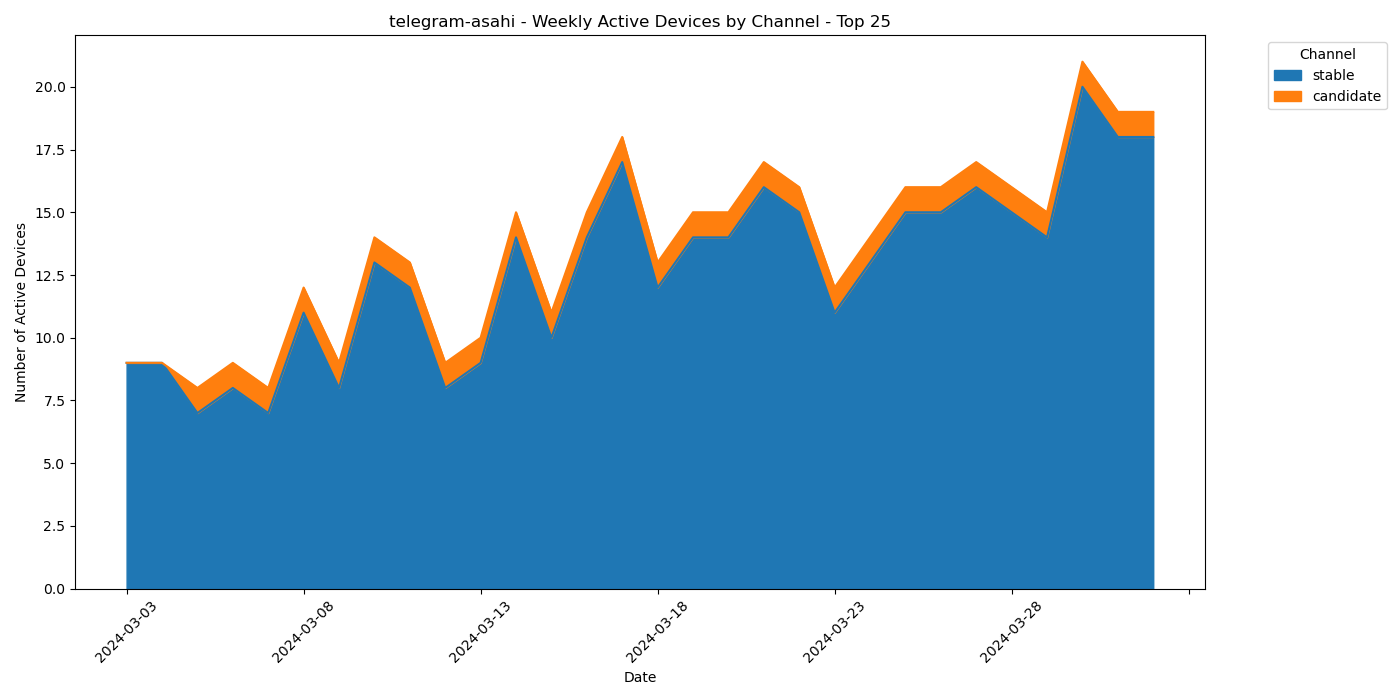 telegram-asahi - Weekly Active Devices by Channel - Top 25
Channel
stable
candidate
Number of Active Devices
20.0
17.5
15.0
12.5
10.0
7.5
5.0
2.5
0.0
2024-03-03
2024-03-08
2024-03-13
2024-03-18
2024-03-23
2024-03-28
Date